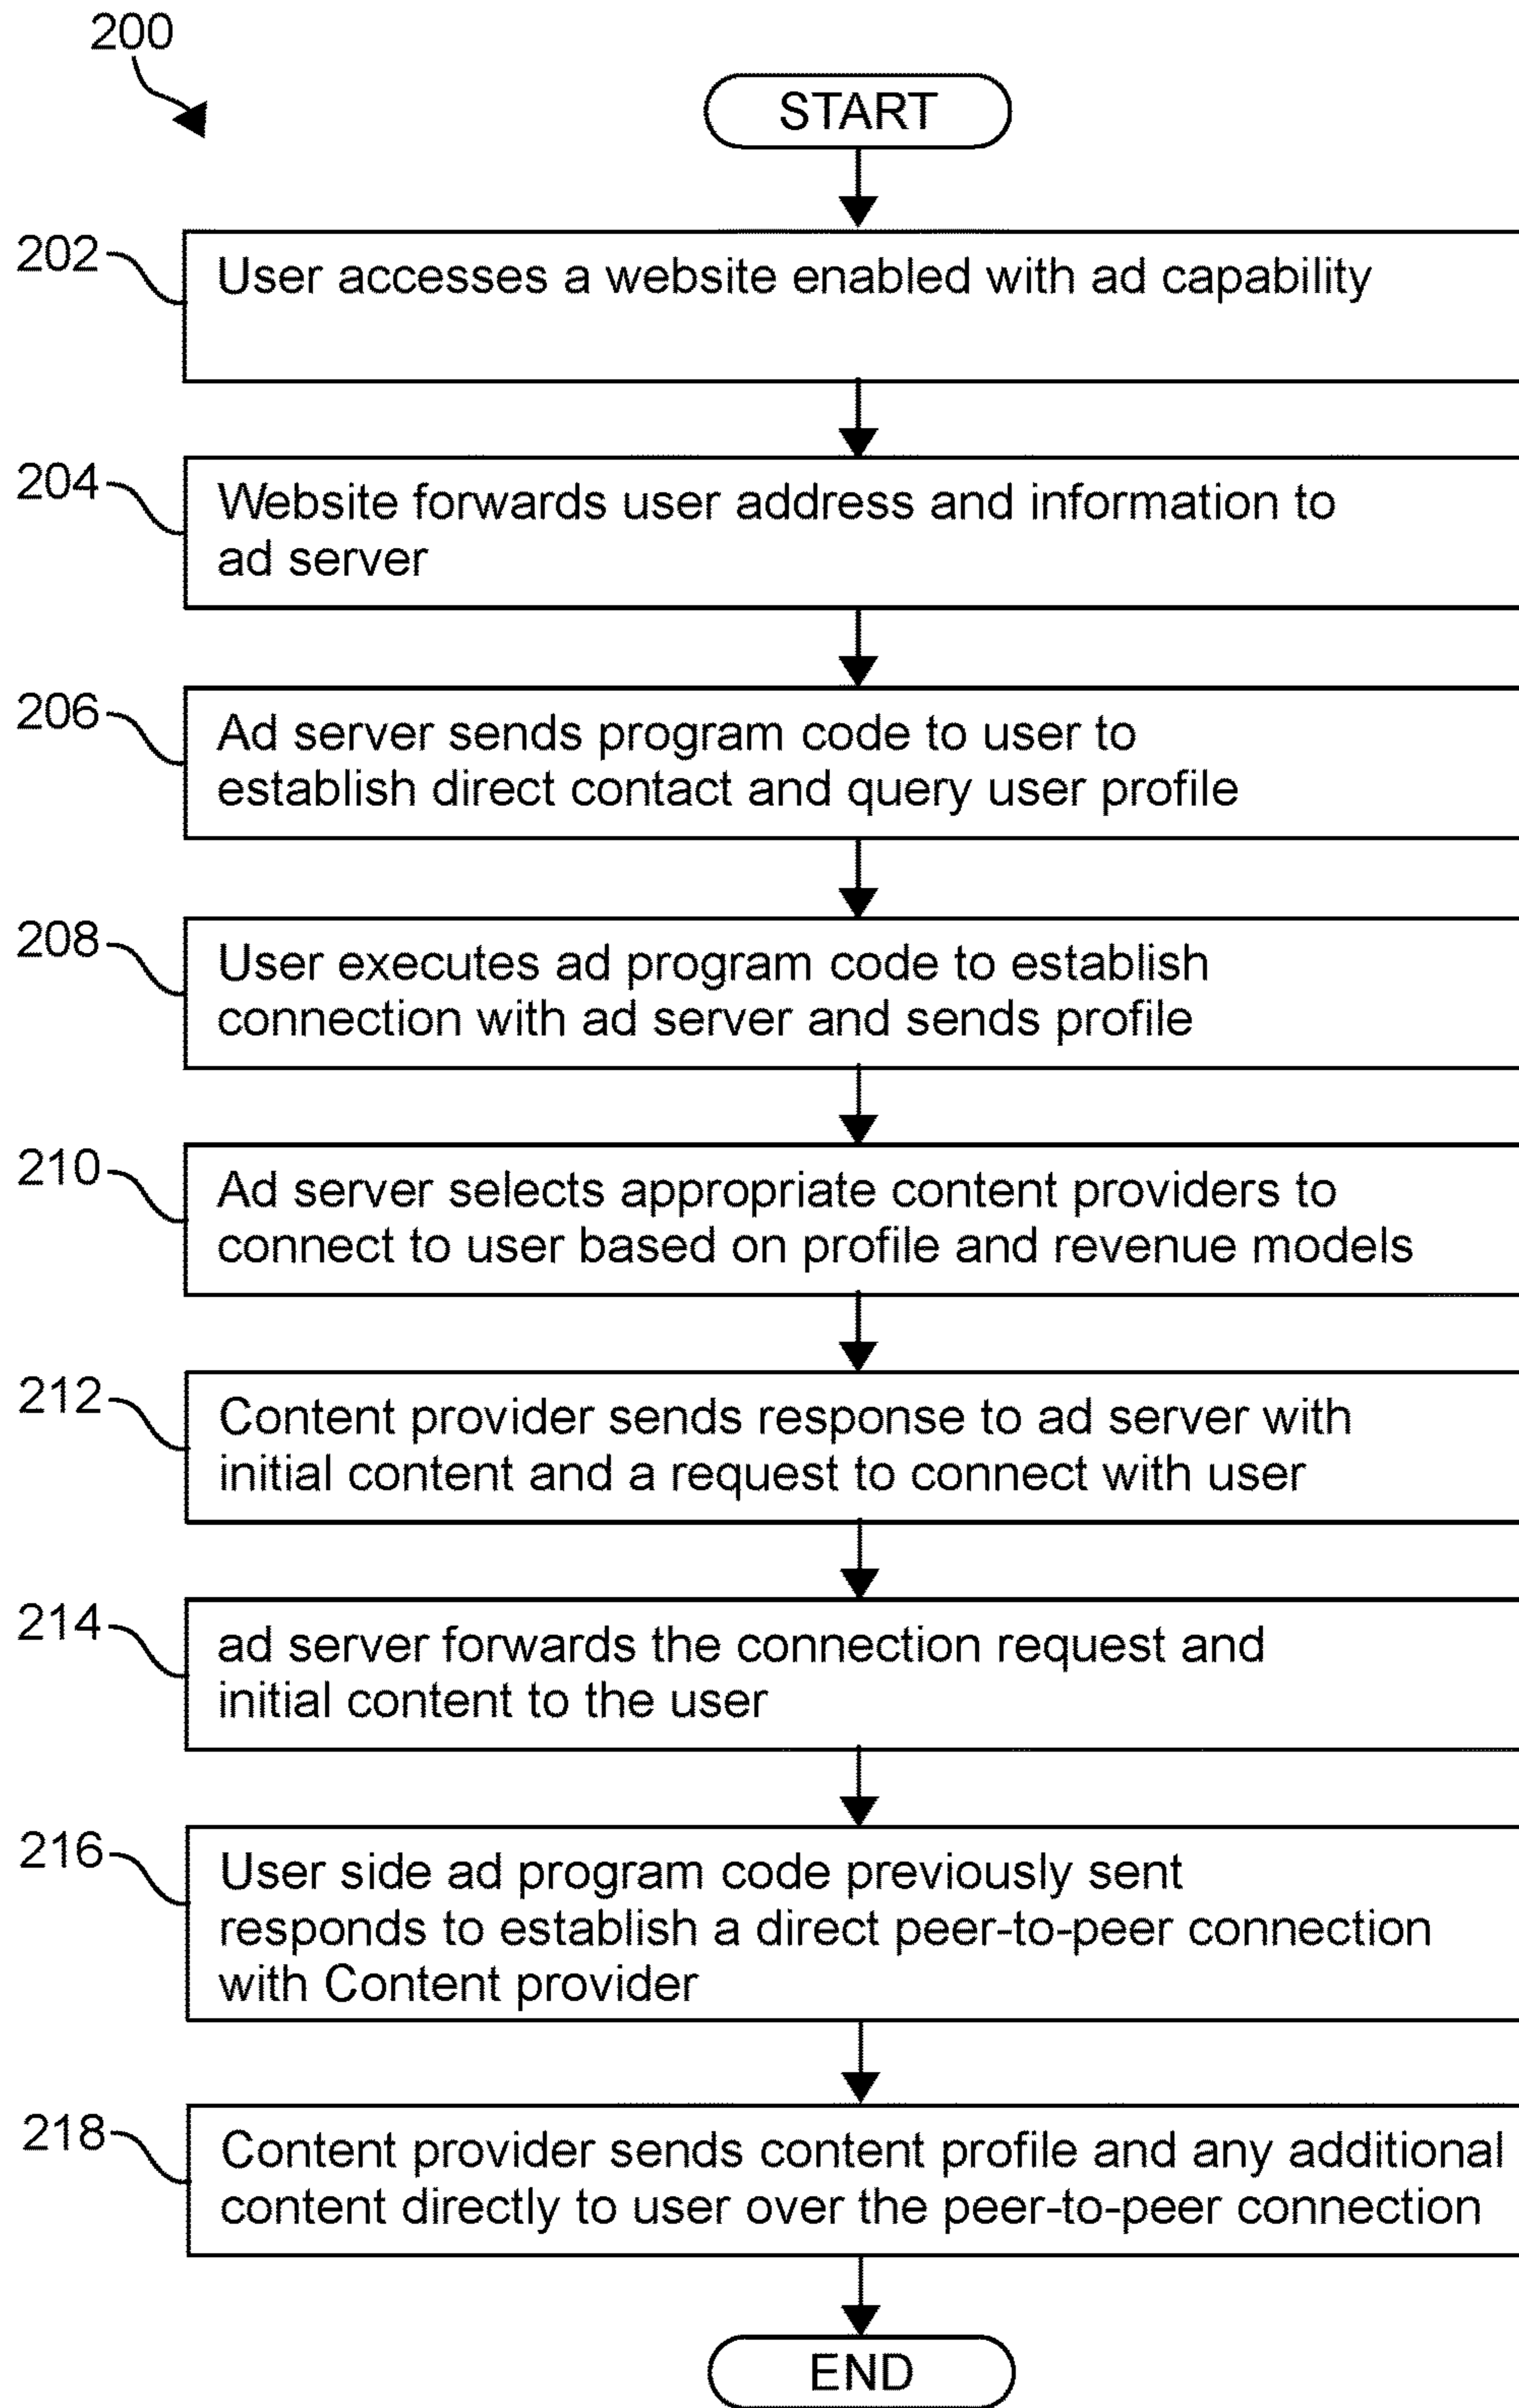 200
START
202
User accesses a website enabled with ad capability
204
Website forwards user address and information to
ad server
206
Ad server sends program code to user to
establish direct contact and query user profile
208
User executes ad program code to establish
connection with ad server and sends profile
210
Ad server selects appropriate content providers to
connect to user based on profile and revenue models
212
Content provider sends response to ad server with
initial content and a request to connect with user
214
ad server forwards the connection request and
initial content to the user
216
User side ad program code previously sent
responds to establish a direct peer-to-peer connection
with Content provider
218
Content provider sends content profile and any additional
content directly to user over the peer-to-peer connection
END